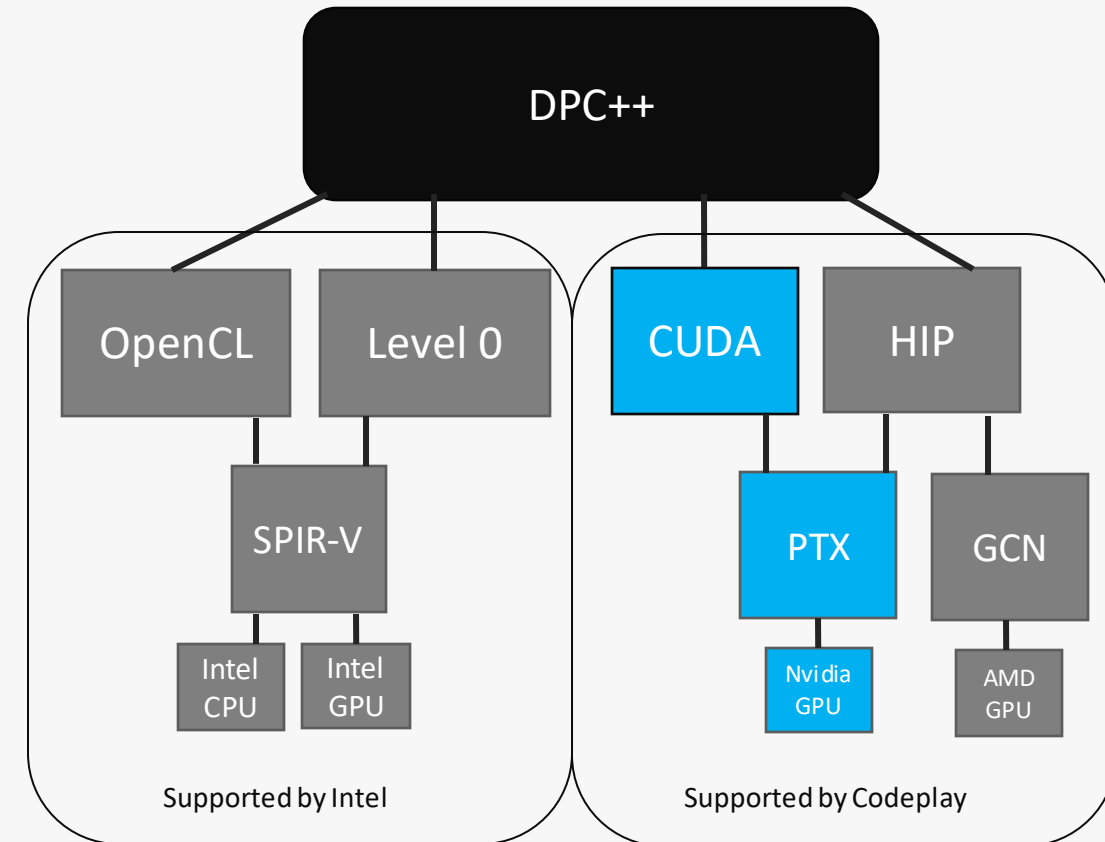 DPC++
OpenCL
Level 0
CUDA
HIP
SPIR-V
PTX
GCN
Intel
CPU
Intel
GPU
Nvidia
GPU
AMD
GPU
Supported by Intel
Supported by Codeplay